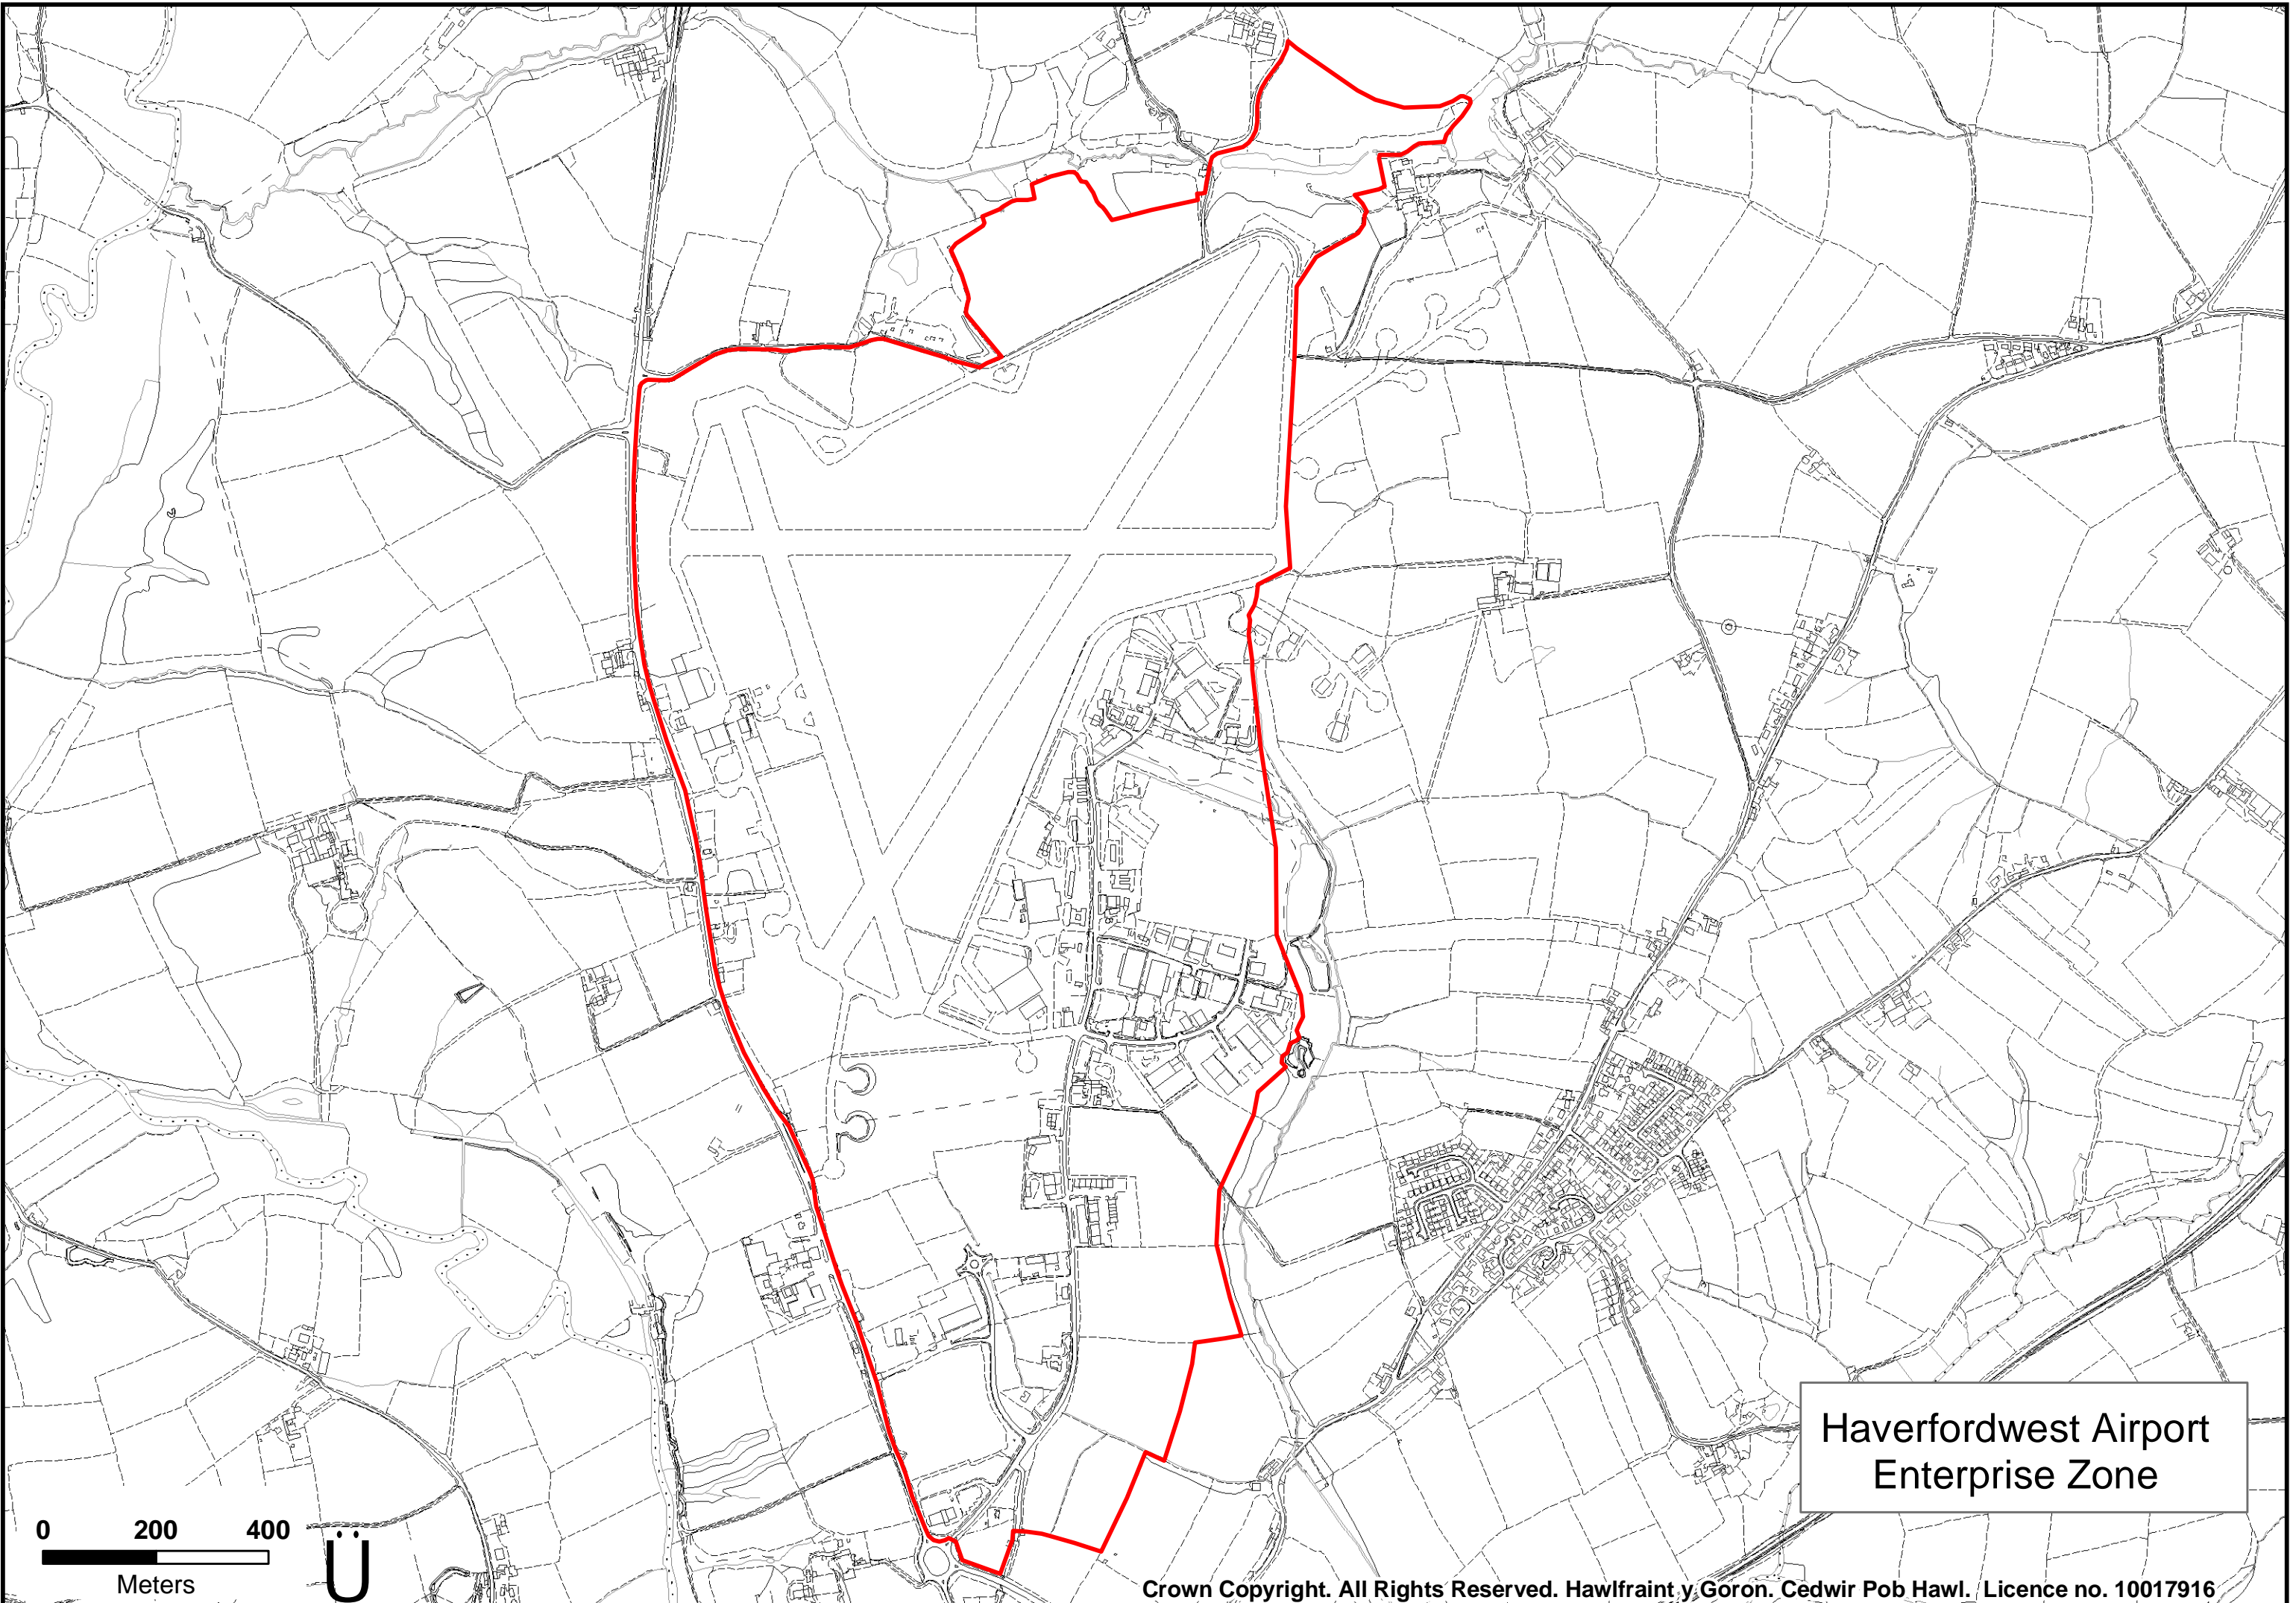 Haverfordwest Airport
Enterprise Zone
0 200 400
Meters
Ü
Crown Copyright. All Rights Reserved. Hawlfraint y Goron. Cedwir Pob Hawl. Licence no. 10017916